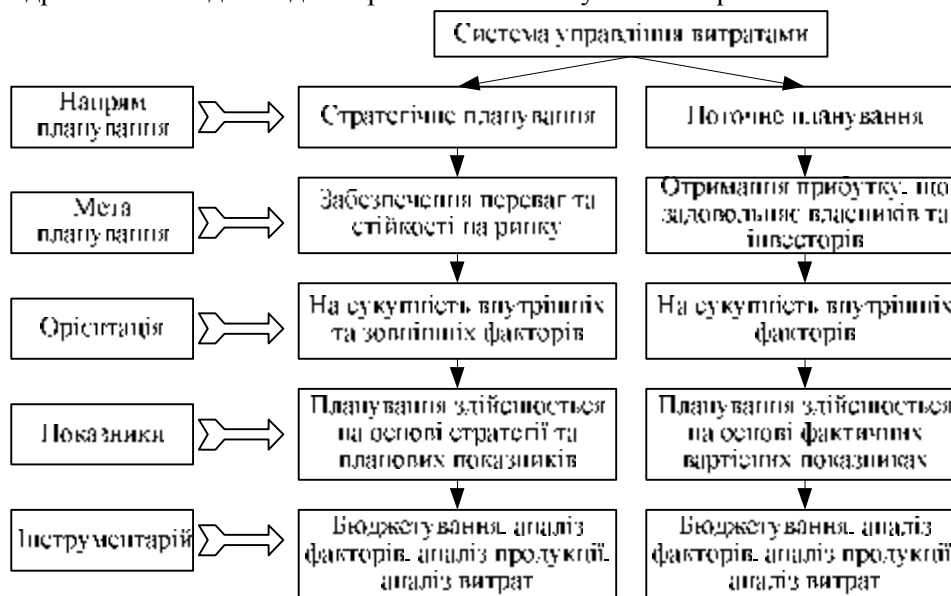 Система управління витратами
Напрям
планування
Стратегічне планування
Поточне планування
Мета
планування
Забезпечення переваг та
стійкості на ринку
Отримання прибутку, що
задовольняє власників та
інвесторів
Орієнтація
На сукупність внутрішніх
та зовнішніх факторів
На сукупність внутрішніх
факторів
Показники
Планування здійснюється
на основі стратегії та
планових показників
Планування здійснюється
на основі фактичних
вартісних показниках
Інструментарій
Бюджетування, аналіз
факторів, аналіз продукції,
аналіз витрат
Бюджетування, аналіз
факторів, аналіз продукції,
аналіз витрат